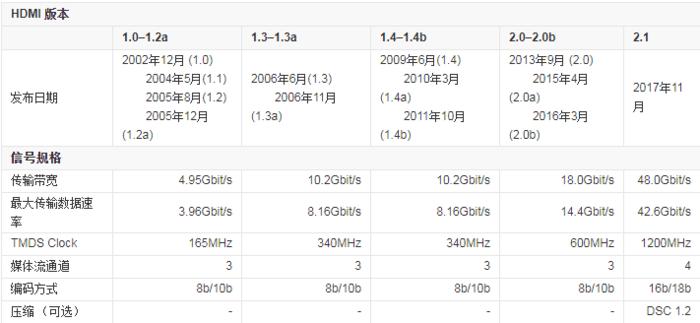 HDMI 版本
1.0–1.2a 1.3–1.3a 1.4–1.4b 2.0–2.0b 2.1
发布日期
2002年12月 (1.0)
2004年5月(1.1)
2005年8月(1.2)
2005年12月
(1.2a)
2006年6月(1.3)
2006年11月
(1.3a)
2009年6月(1.4)
2010年3月
(1.4a)
2011年10月
(1.4b)
2013年9月 (2.0)
2015年4月
(2.0a)
2016年3月
(2.0b)
2017年11
月
信号规格
传输带宽 4.95Gbit/s 10.2Gbit/s 10.2Gbit/s 18.0Gbit/s 48.0Gbit/s
最大传输数据速
率
3.96Gbit/s 8.16Gbit/s 8.16Gbit/s 14.4Gbit/s 42.6Gbit/s
TMDS Clock 165MHz 340MHz 340MHz 600MHz 1200MHz
媒体流通道 3 3 3 3 4
编码方式 8b/10b 8b/10b 8b/10b 8b/10b 16b/18b
压缩（可选） - - - - DSC 1.2